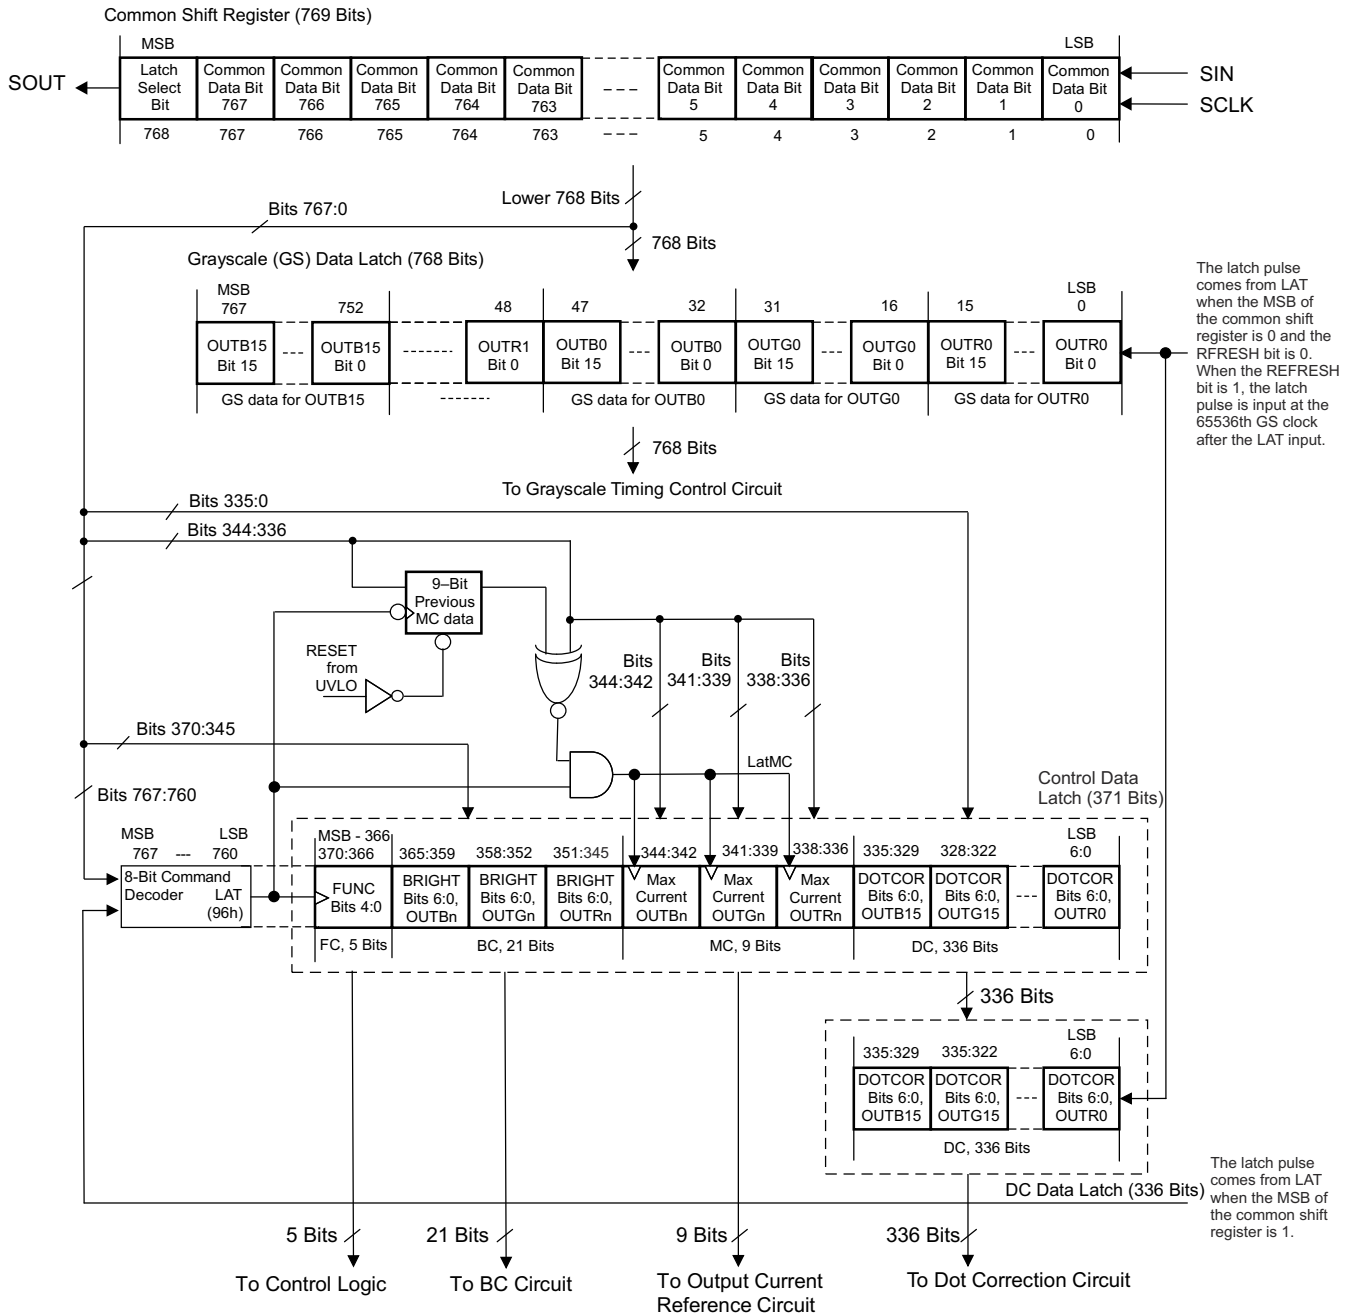 Common Shift Register (769 Bits)
MSB
LSB
SOUT
Latch Select Bit
Common Data Bit 767
Common Data Bit 766
Common Data Bit 765
Common Data Bit 764
Common Data Bit 763
Common Data Bit 5
Common Data Bit 4
Common Data Bit 3
Common Data Bit 2
Common Data Bit 1
Common Data Bit 0
SIN
SCLK
768 767 766 765 764 763 5 4 3 2 1 0
Lower 768 Bits
Bits 767:0
768 Bits
Grayscale (GS) Data Latch (768 Bits)
MSB
767 752 48 47 32 31 16 15
LSB
0
OUTB15 Bit 15
OUTB15 Bit 0
OUTR1 Bit 0
OUTB0 Bit 15
OUTB0 Bit 0
OUTG0 Bit 15
OUTG0 Bit 0
OUTR0 Bit 15
OUTR0 Bit 0
GS data for OUTB15
GS data for OUTB0
GS data for OUTG0
GS data for OUTR0
The latch pulse
comes from LAT
when the MSB of
the common shift
register is 0 and the
RFRESH bit is 0.
When the REFRESH
bit is 1, the latch
pulse is input at the
65536th GS clock
after the LAT input.
768 Bits
To Grayscale Timing Control Circuit
Bits 335:0
Bits 344:336
9–Bit
Previous
MC data
RESET
from
UVLO
Bits
344:342
Bits
341:339
Bits
338:336
Bits 370:345
LatMC
Bits 767:760
Control Data
Latch (371 Bits)
MSB
767 --- 
LSB
760
8-Bit Command
Decoder
LAT
(96h)
MSB - 366
370:366 365:359 358:352 351:345 344:342 341:339 338:336 335:329 328:322
LSB
6:0
FUNC Bits 4:0
BRIGHT Bits 6:0, OUTBn
BRIGHT Bits 6:0, OUTGn
BRIGHT Bits 6:0, OUTRn
Max Current OUTBn
Max Current OUTGn
Max Current OUTRn
DOTCOR Bits 6:0, OUTB15
DOTCOR Bits 6:0, OUTG15
DOTCOR Bits 6:0, OUTR0
FC, 5 Bits
BC, 21 Bits
MC, 9 Bits
DC, 336 Bits
336 Bits
335:329 335:322
LSB
6:0
DOTCOR Bits 6:0, OUTB15
DOTCOR Bits 6:0, OUTG15
DOTCOR Bits 6:0, OUTR0
DC, 336 Bits
DC Data Latch (336 Bits)
The latch pulse
comes from LAT
when the MSB of
the common shift
register is 1.
5 Bits
21 Bits
9 Bits
336 Bits
To Control Logic
To BC Circuit
To Output Current
Reference Circuit
To Dot Correction Circuit